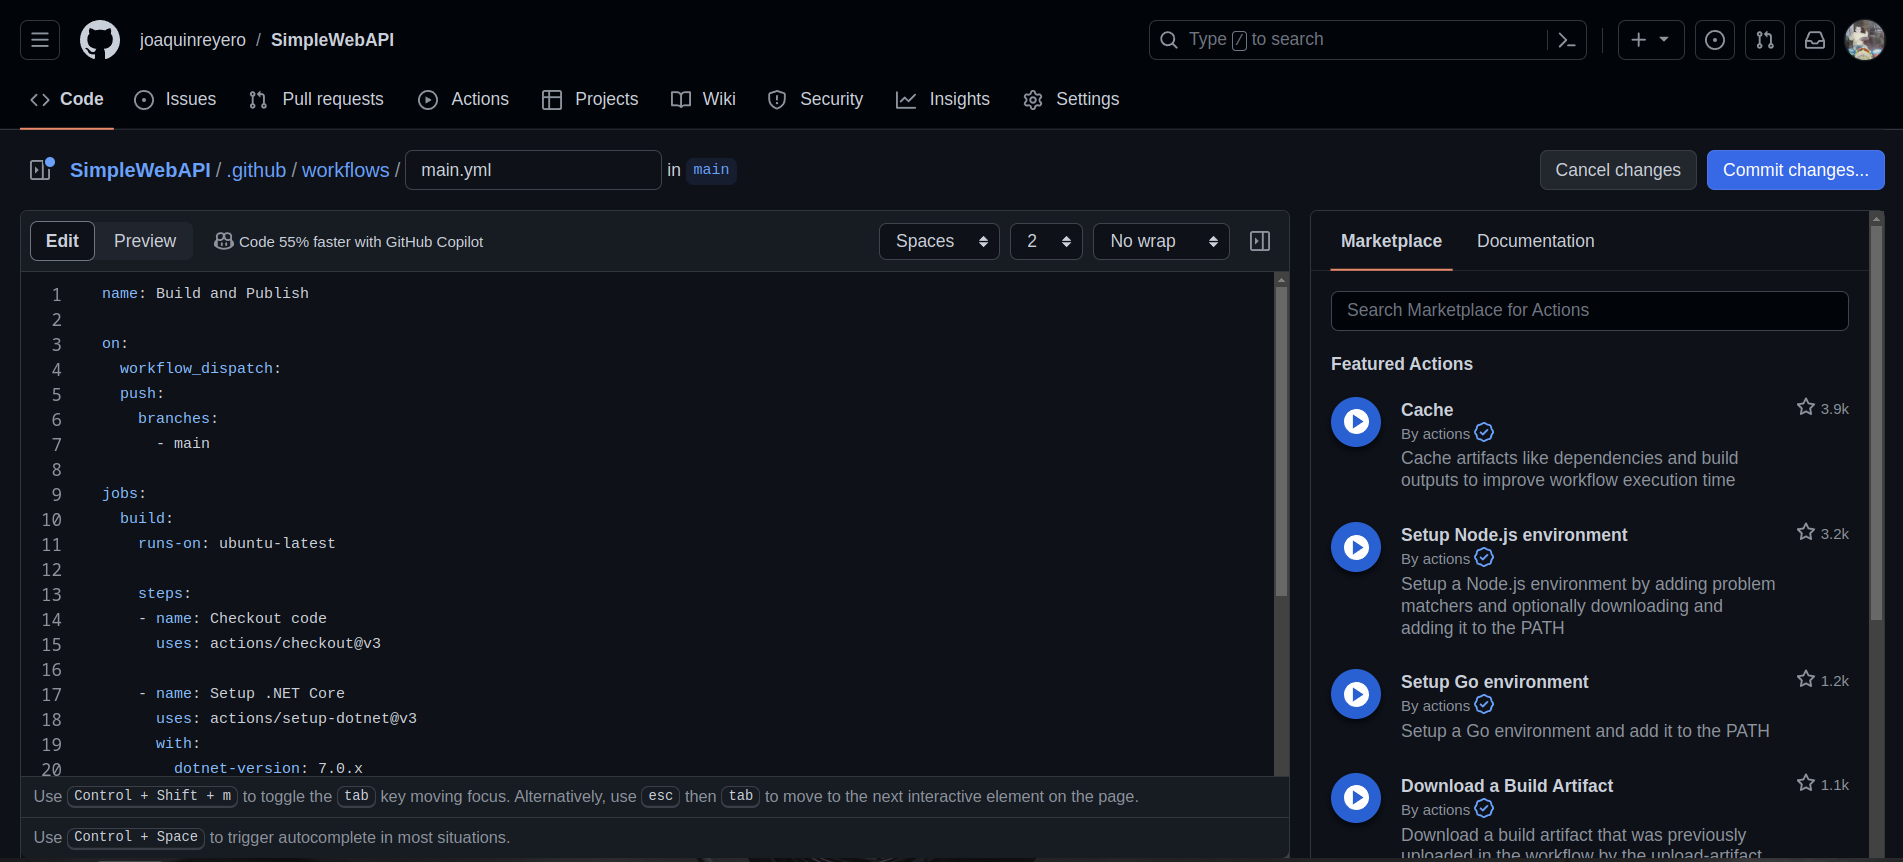 joaquinreyero / SimpleWebAPI
Type / to search
Code Issues Pull requests Actions Projects Wiki Security Insights Settings
SimpleWebAPI / .github / workflows / main.yml in main
Cancel changes Commit changes...
Edit Preview Code 55% faster with GitHub Copilot Spaces 2 No wrap
1 name: Build and Publish
2
3 on:
4 workflow_dispatch:
5 push:
6 branches:
7 - main
8
9 jobs:
10 build:
11 runs-on: ubuntu-latest
12
13 steps:
14 - name: Checkout code
15 uses: actions/checkout@v3
16
17 - name: Setup .NET Core
18 uses: actions/setup-dotnet@v3
19 with:
20 dotnet-version: 7.0.x
Use Control + Shift + m to toggle the tab key moving focus. Alternatively, use esc then tab to move to the next interactive element on the page.
Use Control + Space to trigger autocomplete in most situations.
Marketplace Documentation
Search Marketplace for Actions
Featured Actions
Cache 3.9k
By actions
Cache artifacts like dependencies and build
outputs to improve workflow execution time
Setup Node.js environment 3.2k
By actions
Setup a Node.js environment by adding problem
matchers and optionally downloading and
adding it to the PATH
Setup Go environment 1.2k
By actions
Setup a Go environment and add it to the PATH
Download a Build Artifact 1.1k
By actions
Download a build artifact that was previously
uploaded in the workflow by the upload-artifact